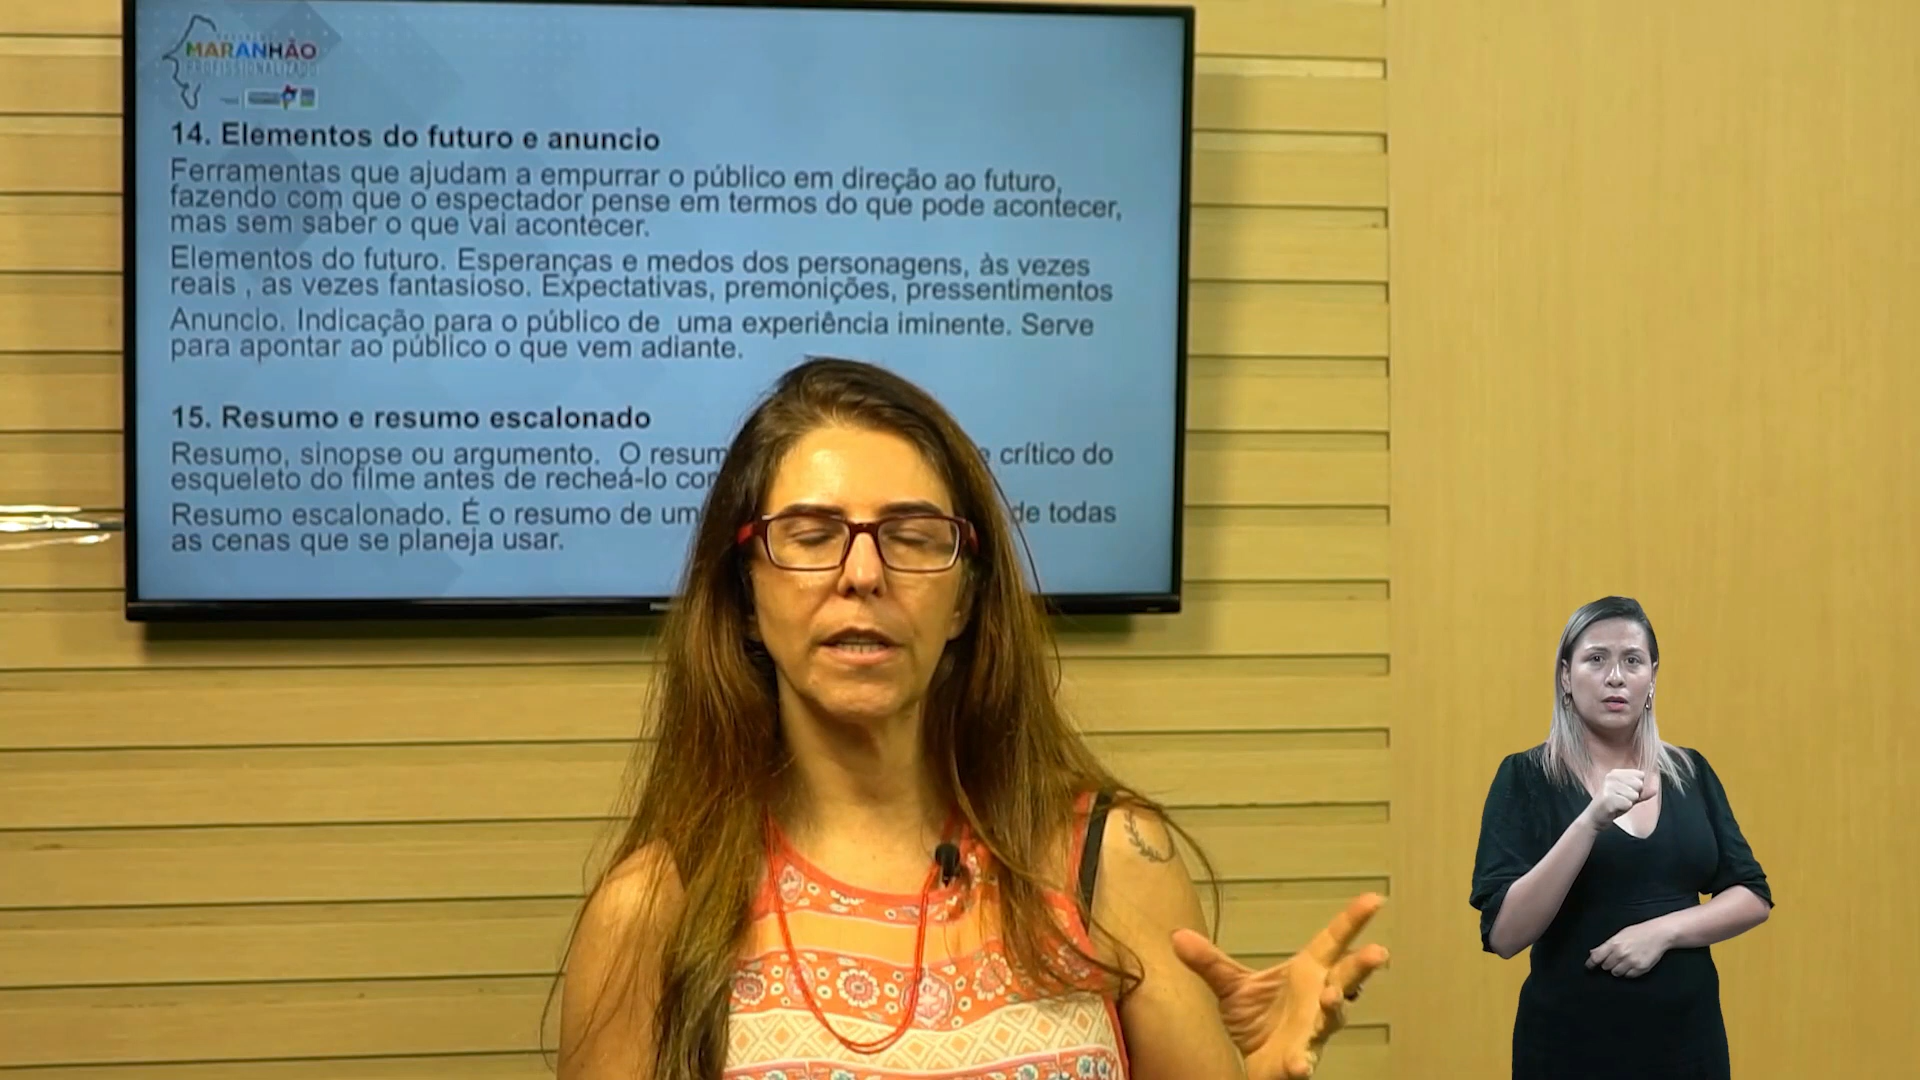 MARANHÃO
PROFISSIONALIZADO
14. Elementos do futuro e anuncio
Ferramentas que ajudam a empurrar o público em direção ao futuro,
fazendo com que o espectador pense em termos do que pode acontecer,
mas sem saber o que vai acontecer.
Elementos do futuro. Esperanças e medos dos personagens, às vezes
reais , as vezes fantasioso. Expectativas, premonições, pressentimentos
Anuncio. Indicação para o público de uma experiência iminente. Serve
para apontar ao público o que vem adiante.
15. Resumo e resumo escalonado
Resumo, sinopse ou argumento. O resum crítico do
esqueleto do filme antes de recheá-lo
Resumo escalonado. É o resumo de um de todas
as cenas que se planeja usar.